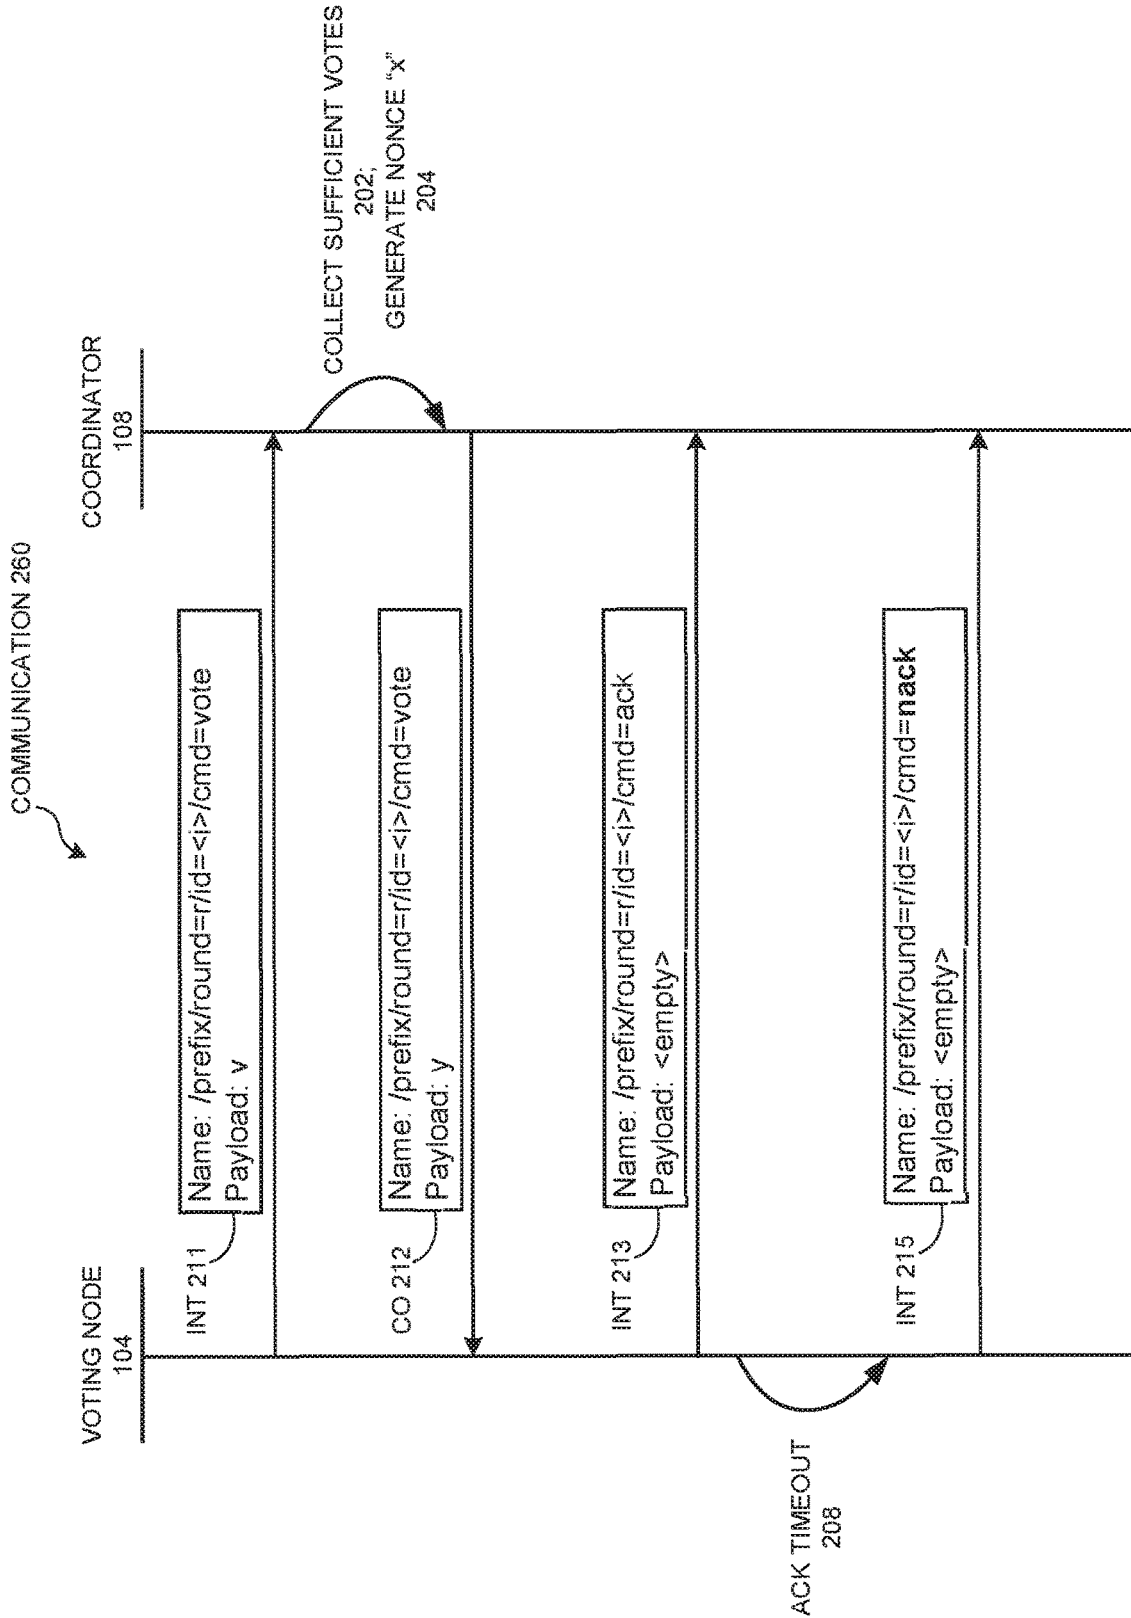 COMMUNICATION 260
VOTING NODE
104
COORDINATOR
108
INT 211
Name: /prefix/round=r/id=<i>/cmd=vote
Payload: v
COLLECT SUFFICIENT VOTES
202;
GENERATE NONCE "x"
204
CO 212
Name: /prefix/round=r/id=<i>/cmd=vote
Payload: y
INT 213
Name: /prefix/round=r/id=<i>/cmd=ack
Payload: <empty>
ACK TIMEOUT
208
INT 215
Name: /prefix/round=r/id=<i>/cmd=nack
Payload: <empty>